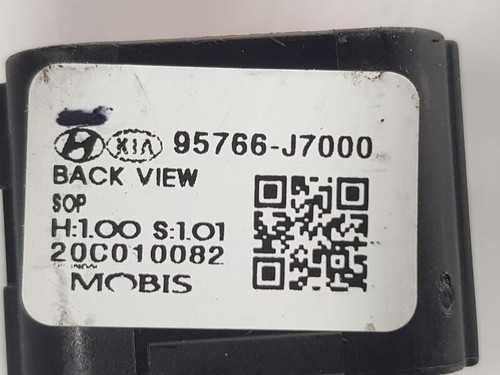 KIA 95766-J7000
BACK VIEW
SOP
H:1.00 S:1.01
20C010082
MOBIS